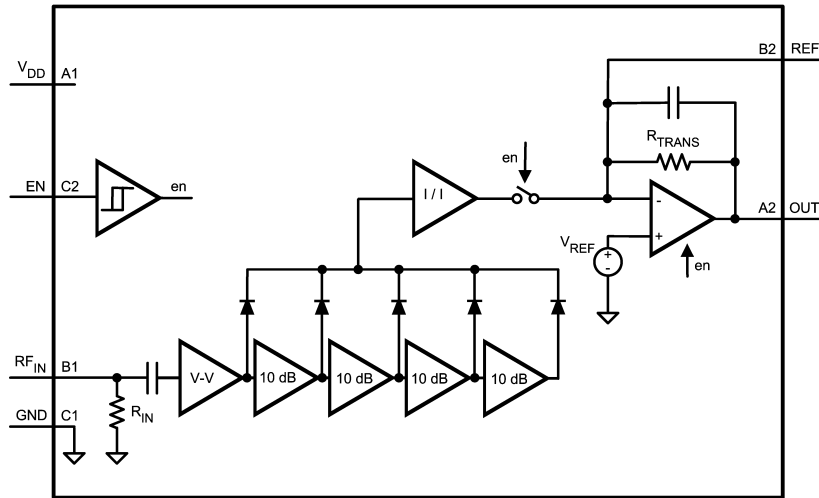 B2 REF
V_DD A1
R_TRANS
EN C2 en
I / I
en
-
+
A2 OUT
V_REF
+
-
en
RF_IN B1
V-V
10 dB
10 dB
10 dB
10 dB
GND C1
R_IN